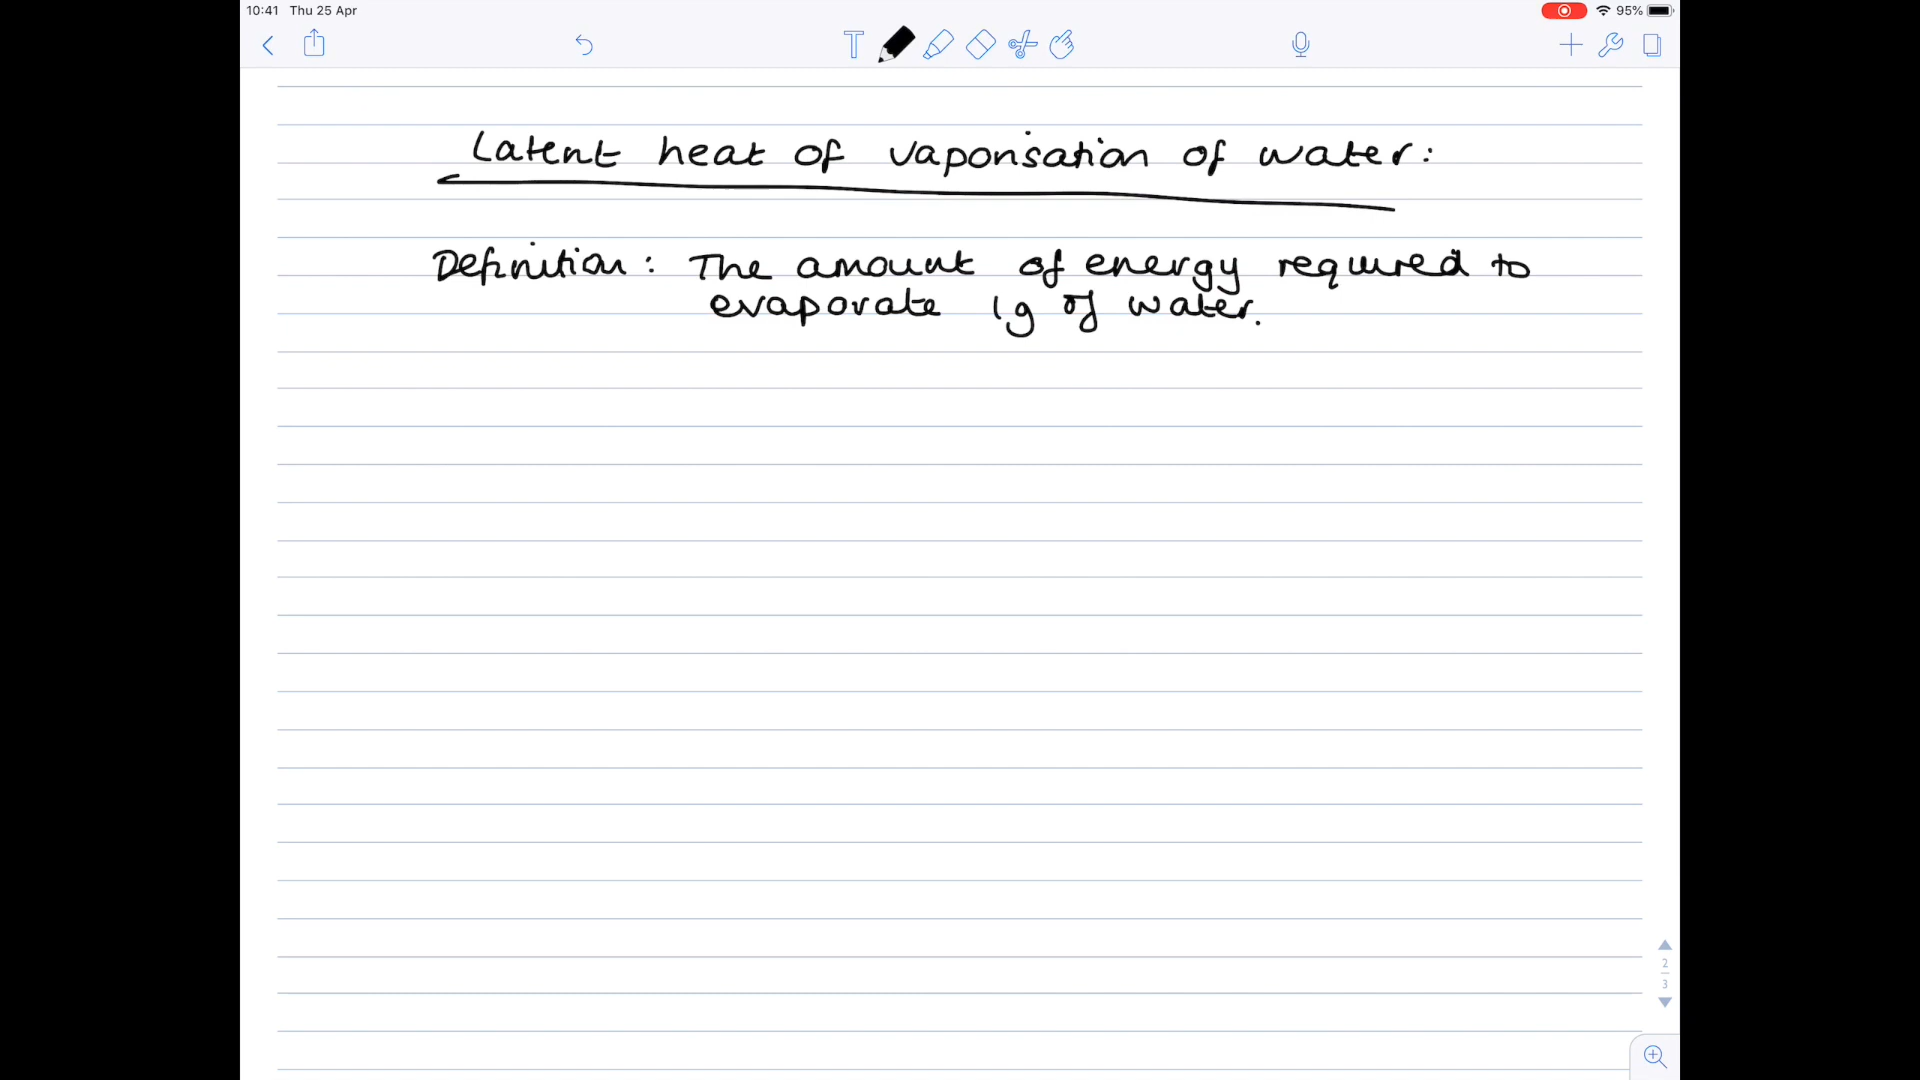 10:41 Thu 25 Apr 95%
T
Latent heat of vaporisation of water:
Definition: The amount of energy required to
evaporate 1g of water.
2
3